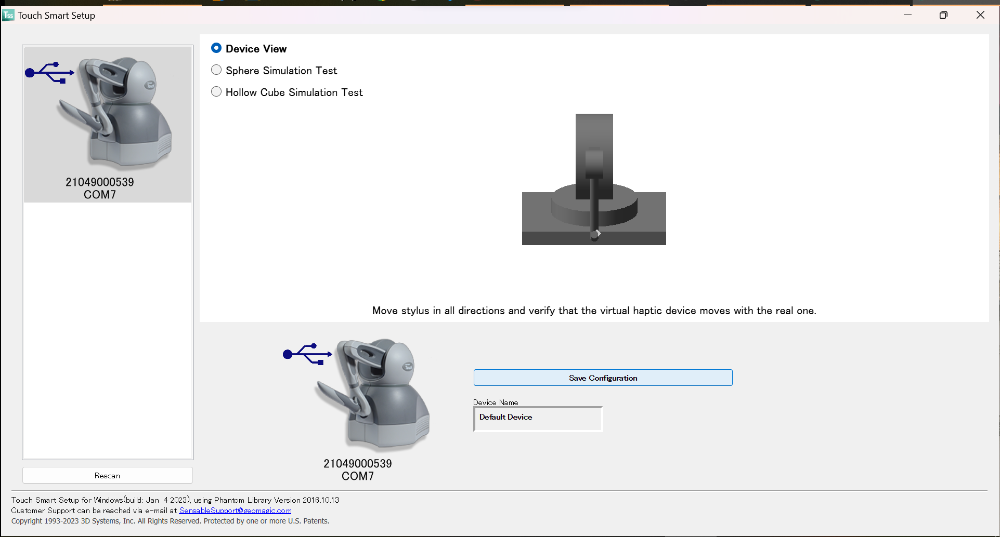 Tss Touch Smart Setup
Device View
Sphere Simulation Test
Hollow Cube Simulation Test
21049000539
COM7
Move stylus in all directions and verify that the virtual haptic device moves with the real one.
Save Configuration
Device Name
Default Device
21049000539
COM7
Rescan
Touch Smart Setup for Windows(build: Jan  4 2023), using Phantom Library Version 2016.10.13
Customer Support can be reached via e-mail at SensableSupport@geomagic.com
Copyright 1993-2023 3D Systems, Inc. All Rights Reserved. Protected by one or more U.S. Patents.